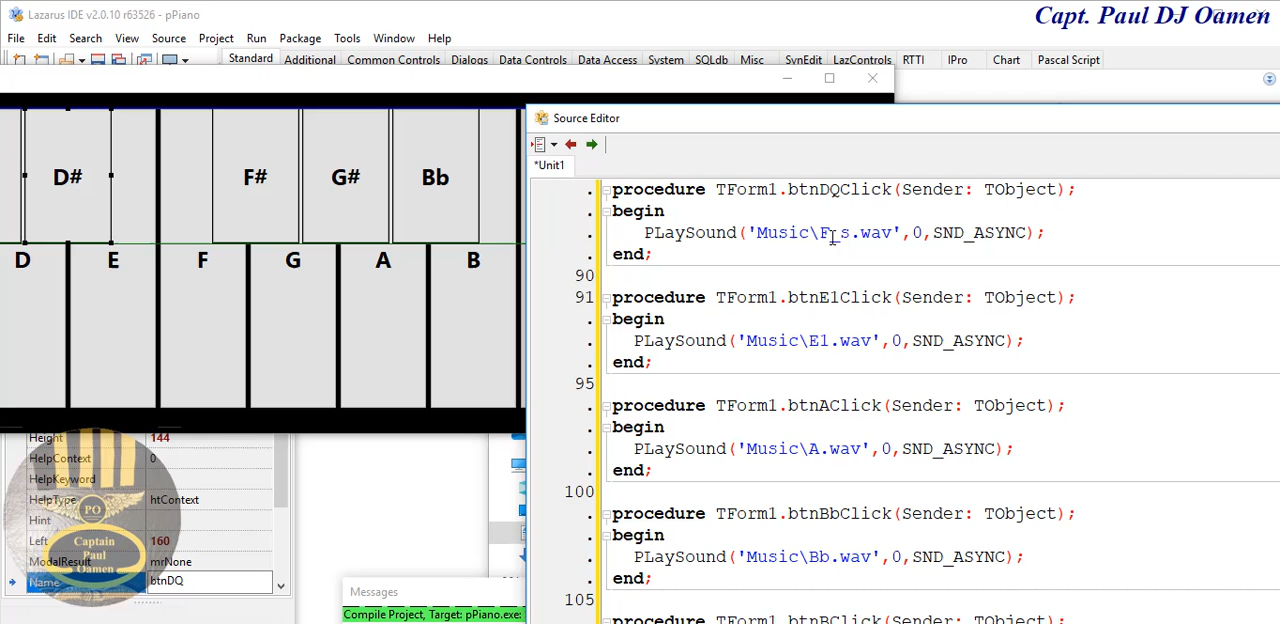 Lazarus IDE v2.0.10 r63526 - pPiano
Capt. Paul DJ Oamen
File Edit Search View Source Project Run Package Tools Window Help
Standard Additional Common Controls Dialogs Data Controls Data Access System SQLdb Misc SynEdit LazControls RTTI IPro Chart Pascal Script
Source Editor
*Unit1
D# F# G# Bb
D E F G A B
procedure TForm1.btnDQClick(Sender: TObject);
begin
PLaySound('Music\F_s.wav',0,SND_ASYNC);
end;
90
91 procedure TForm1.btnE1Click(Sender: TObject);
begin
PLaySound('Music\E1.wav',0,SND_ASYNC);
end;
95
procedure TForm1.btnAClick(Sender: TObject);
begin
PLaySound('Music\A.wav',0,SND_ASYNC);
end;
100
procedure TForm1.btnBbClick(Sender: TObject);
begin
PLaySound('Music\Bb.wav',0,SND_ASYNC);
end;
105
procedure TForm1.btnBClick(Sender: TObject);
Height 144
HelpContext 0
HelpKeyword
HelpType htContext
Hint
Left 160
ModalResult mrNone
Name btnDQ
PO
Captain
Paul
Oamen
Messages
Compile Project, Target: pPiano.exe: